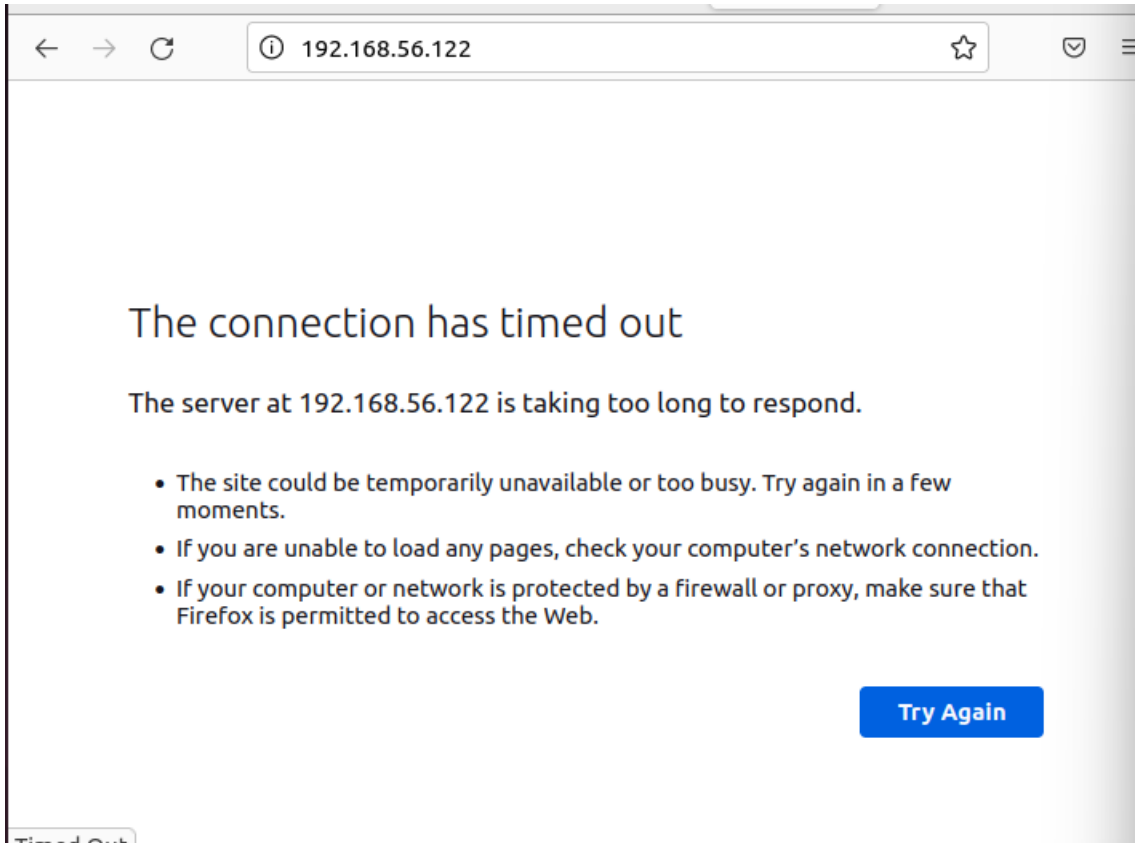 192.168.56.122
The connection has timed out
The server at 192.168.56.122 is taking too long to respond.
• The site could be temporarily unavailable or too busy. Try again in a few
moments.
• If you are unable to load any pages, check your computer’s network connection.
• If your computer or network is protected by a firewall or proxy, make sure that
Firefox is permitted to access the Web.
Try Again
Timed Out